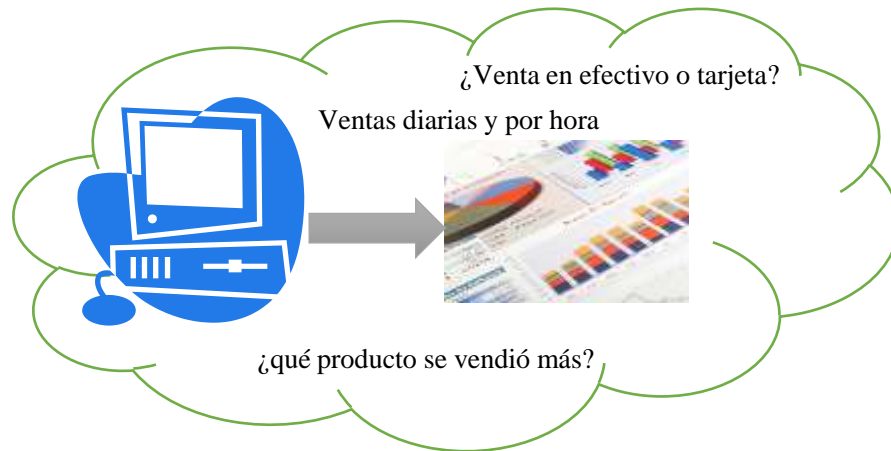 ¿Venta en efectivo o tarjeta?
Ventas diarias y por hora
¿qué producto se vendió más?